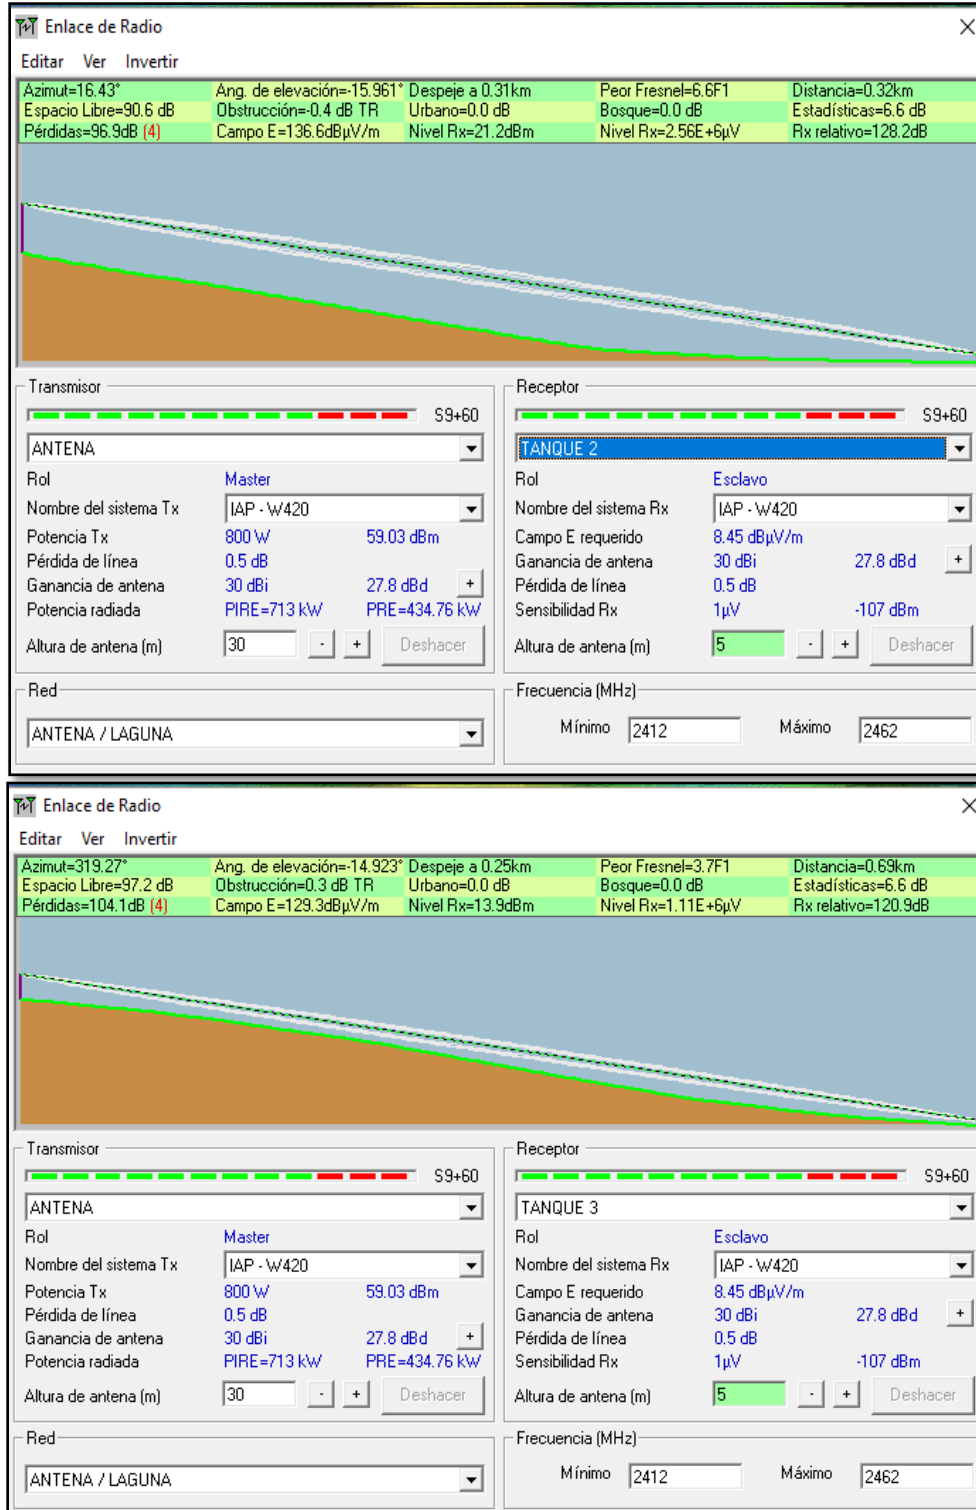 Enlace de Radio
Editar Ver Invertir
Azimut=16.43° Ang. de elevación=-15.961° Despeje a 0.31km Peor Fresnel=6.6F1 Distancia=0.32km
Espacio Libre=90.6 dB Obstrucción=-0.4 dB TR Urbano=0.0 dB Bosque=0.0 dB Estadísticas=6.6 dB
Pérdidas=96.9dB (4) Campo E=136.6dBµV/m Nivel Rx=21.2dBm Nivel Rx=2.56E+6µV Rx relativo=128.2dB
Transmisor
S9+60
ANTENA
Rol Master
Nombre del sistema Tx IAP - W420
Potencia Tx 800 W 59.03 dBm
Pérdida de línea 0.5 dB
Ganancia de antena 30 dBi 27.8 dBd +
Potencia radiada PIRE=713 kW PRE=434.76 kW
Altura de antena (m) 30 - + Deshacer
Receptor
S9+60
TANQUE 2
Rol Esclavo
Nombre del sistema Rx IAP - W420
Campo E requerido 8.45 dBµV/m
Ganancia de antena 30 dBi 27.8 dBd +
Pérdida de línea 0.5 dB
Sensibilidad Rx 1µV -107 dBm
Altura de antena (m) 5 - + Deshacer
Red
ANTENA / LAGUNA
Frecuencia (MHz)
Mínimo 2412 Máximo 2462
Enlace de Radio
Editar Ver Invertir
Azimut=319.27° Ang. de elevación=-14.923° Despeje a 0.25km Peor Fresnel=3.7F1 Distancia=0.69km
Espacio Libre=97.2 dB Obstrucción=0.3 dB TR Urbano=0.0 dB Bosque=0.0 dB Estadísticas=6.6 dB
Pérdidas=104.1dB (4) Campo E=129.3dBµV/m Nivel Rx=13.9dBm Nivel Rx=1.11E+6µV Rx relativo=120.9dB
Transmisor
S9+60
ANTENA
Rol Master
Nombre del sistema Tx IAP - W420
Potencia Tx 800 W 59.03 dBm
Pérdida de línea 0.5 dB
Ganancia de antena 30 dBi 27.8 dBd +
Potencia radiada PIRE=713 kW PRE=434.76 kW
Altura de antena (m) 30 - + Deshacer
Receptor
S9+60
TANQUE 3
Rol Esclavo
Nombre del sistema Rx IAP - W420
Campo E requerido 8.45 dBµV/m
Ganancia de antena 30 dBi 27.8 dBd +
Pérdida de línea 0.5 dB
Sensibilidad Rx 1µV -107 dBm
Altura de antena (m) 5 - + Deshacer
Red
ANTENA / LAGUNA
Frecuencia (MHz)
Mínimo 2412 Máximo 2462